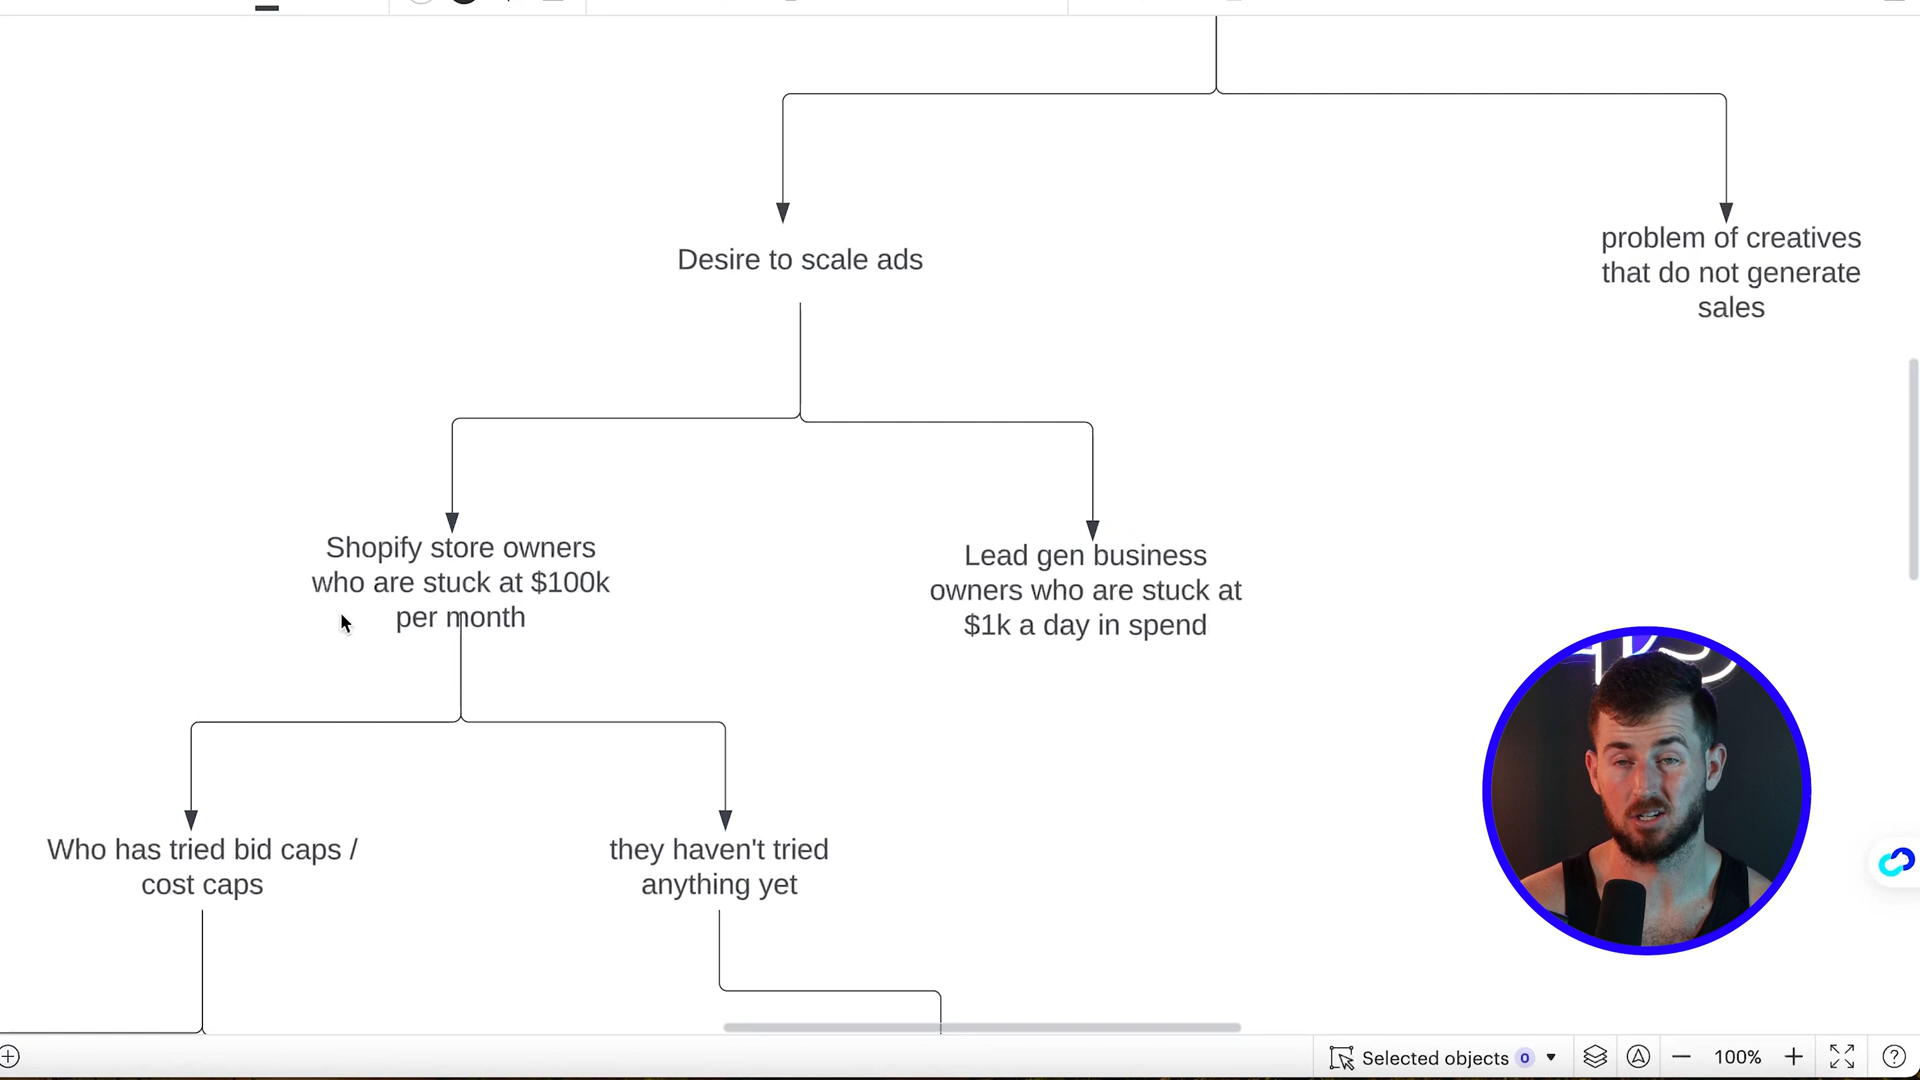 Desire to scale ads
problem of creatives
that do not generate
sales
Shopify store owners
who are stuck at $100k
per month
Lead gen business
owners who are stuck at
$1k a day in spend
Who has tried bid caps /
cost caps
they haven't tried
anything yet
Selected objects 0
100%